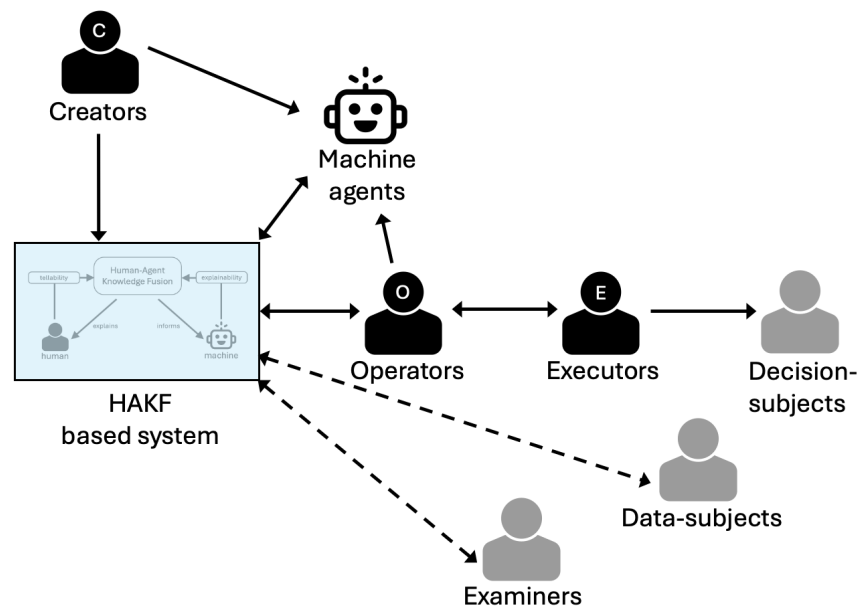 C
Creators
Machine
agents
Human-Agent
Knowledge Fusion
tellability
explainability
explains
informs
human
machine
HAKF
based system
O
Operators
E
Executors
Decision-
subjects
Data-subjects
Examiners